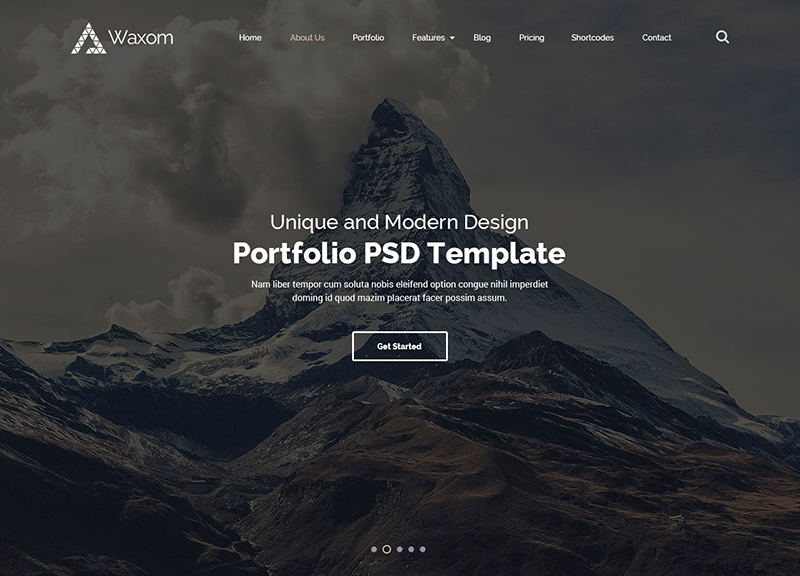 Waxom
Home About Us Portfolio Features Blog Pricing Shortcodes Contact
Unique and Modern Design
Portfolio PSD Template
Nam liber tempor cum soluta nobis eleifend option congue nihil imperdiet
doming id quod mazim placerat facer possim assum.
Get Started